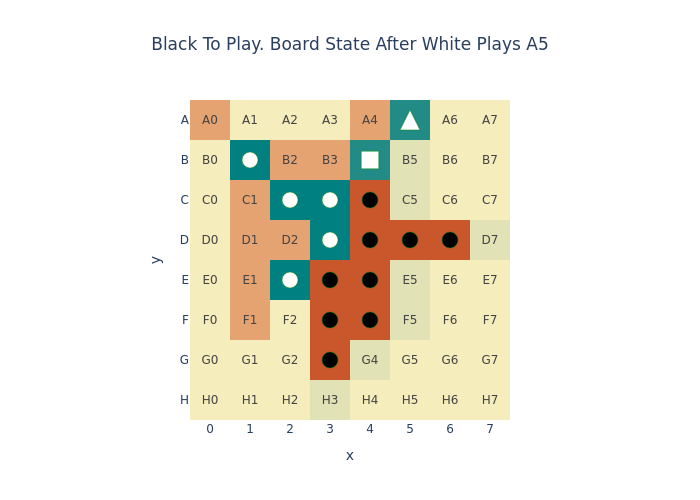 Black To Play. Board State After White Plays A5
A A0 A1 A2 A3 A4 A6 A7
B B0 B2 B3 B5 B6 B7
C C0 C1 C5 C6 C7
D D0 D1 D2 D7
y
E E0 E1 E5 E6 E7
F F0 F1 F2 F5 F6 F7
G G0 G1 G2 G4 G5 G6 G7
H H0 H1 H2 H3 H4 H5 H6 H7
0 1 2 3 4 5 6 7
x